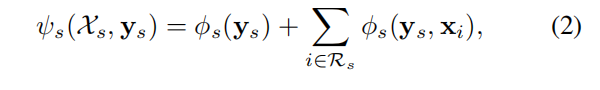 ψ_s(𝒳_s, 𝐲_s) = ϕ_s(𝐲_s) + ∑_{i∈ℛ_s} ϕ_s(𝐲_s, 𝐱_i), (2)